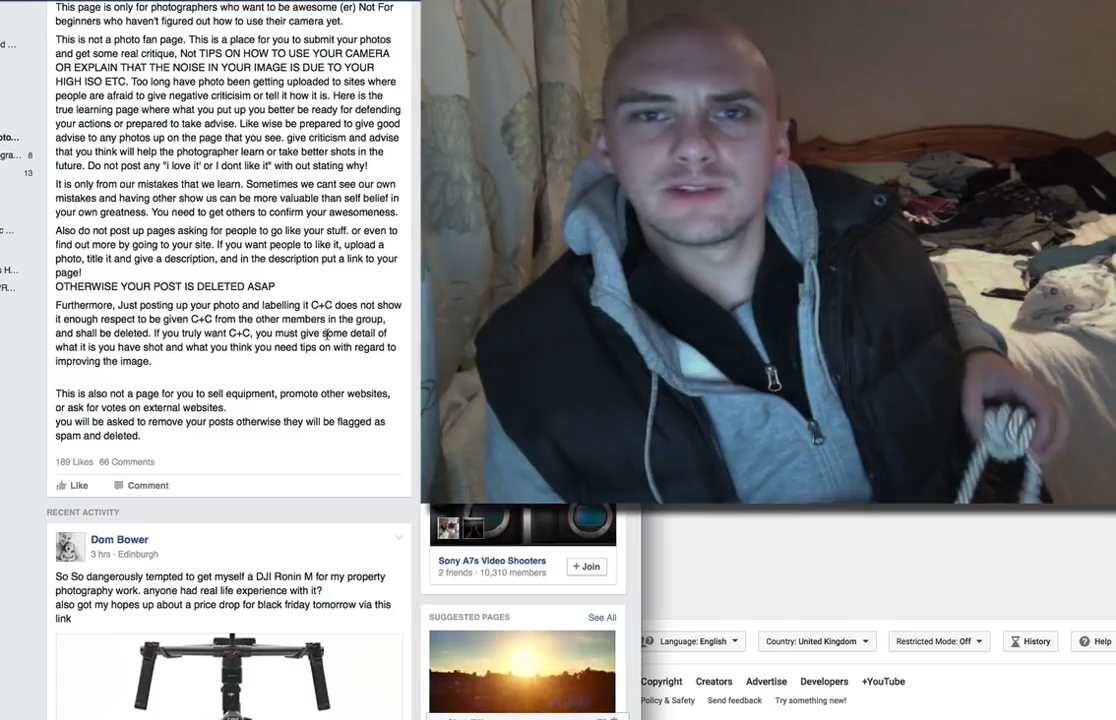 This page is only for photographers who want to be awesome (er) Not For
beginners who haven't figured out how to use their camera yet.
This is not a photo fan page. This is a place for you to submit your photos
and get some real critique, Not TIPS ON HOW TO USE YOUR CAMERA
OR EXPLAIN THAT THE NOISE IN YOUR IMAGE IS DUE TO YOUR
HIGH ISO ETC. Too long have photo been getting uploaded to sites where
people are afraid to give negative criticisim or tell it how it is. Here is the
true learning page where what you put up you better be ready for defending
your actions or prepared to take advise. Like wise be prepared to give good
advise to any photos up on the page that you see. give criticism and advise
that you think will help the photographer learn or take better shots in the
future. Do not post any "i love it' or I dont like it" with out stating why!
It is only from our mistakes that we learn. Sometimes we cant see our own
mistakes and having other show us can be more valuable than self belief in
your own greatness. You need to get others to confirm your awesomeness.
Also do not post up pages asking for people to go like your stuff. or even to
find out more by going to your site. If you want people to like it, upload a
photo, title it and give a description, and in the description put a link to your
page!
OTHERWISE YOUR POST IS DELETED ASAP
Furthermore, Just posting up your photo and labelling it C+C does not show
it enough respect to be given C+C from the other members in the group,
and shall be deleted. If you truly want C+C, you must give some detail of
what it is you have shot and what you think you need tips on with regard to
improving the image.
This is also not a page for you to sell equipment, promote other websites,
or ask for votes on external websites.
you will be asked to remove your posts otherwise they will be flagged as
spam and deleted.
189 Likes 66 Comments
Like Comment
RECENT ACTIVITY
Dom Bower
3 hrs · Edinburgh
So So dangerously tempted to get myself a DJI Ronin M for my property
photography work. anyone had real life experience with it?
also got my hopes up about a price drop for black friday tomorrow via this
link
d ...
oto...
gra... 8
13
c ...
s H...
PR...
Sony A7s Video Shooters
2 friends · 10,310 members
+ Join
SUGGESTED PAGES See All
Language: English Country: United Kingdom Restricted Mode: Off History Help
Copyright Creators Advertise Developers +YouTube
Policy & Safety Send feedback Try something new!